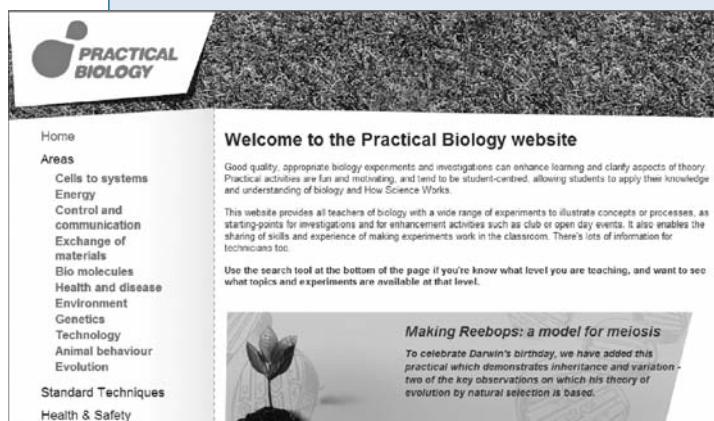 PRACTICAL
BIOLOGY
Home
Areas
Cells to systems
Energy
Control and
communication
Exchange of
materials
Bio molecules
Health and disease
Environment
Genetics
Technology
Animal behaviour
Evolution
Standard Techniques
Health & Safety
Welcome to the Practical Biology website
Good quality, appropriate biology experiments and investigations can enhance learning and clarify aspects of theory.
Practical activities are fun and motivating, and tend to be student-centred, allowing students to apply their knowledge
and understanding of biology and How Science Works.
This website provides all teachers of biology with a wide range of experiments to illustrate concepts or processes, as
starting-points for investigations and for enhancement activities such as club or open day events. It also enables the
sharing of skills and experience of making experiments work in the classroom. There's lots of information for
technicians too.
Use the search tool at the bottom of the page if you're know what level you are teaching, and want to see
what topics and experiments are available at that level.
Making Reebops: a model for meiosis
To celebrate Darwin's birthday, we have added this
practical which demonstrates inheritance and variation -
two of the key observations on which his theory of
evolution by natural selection is based.